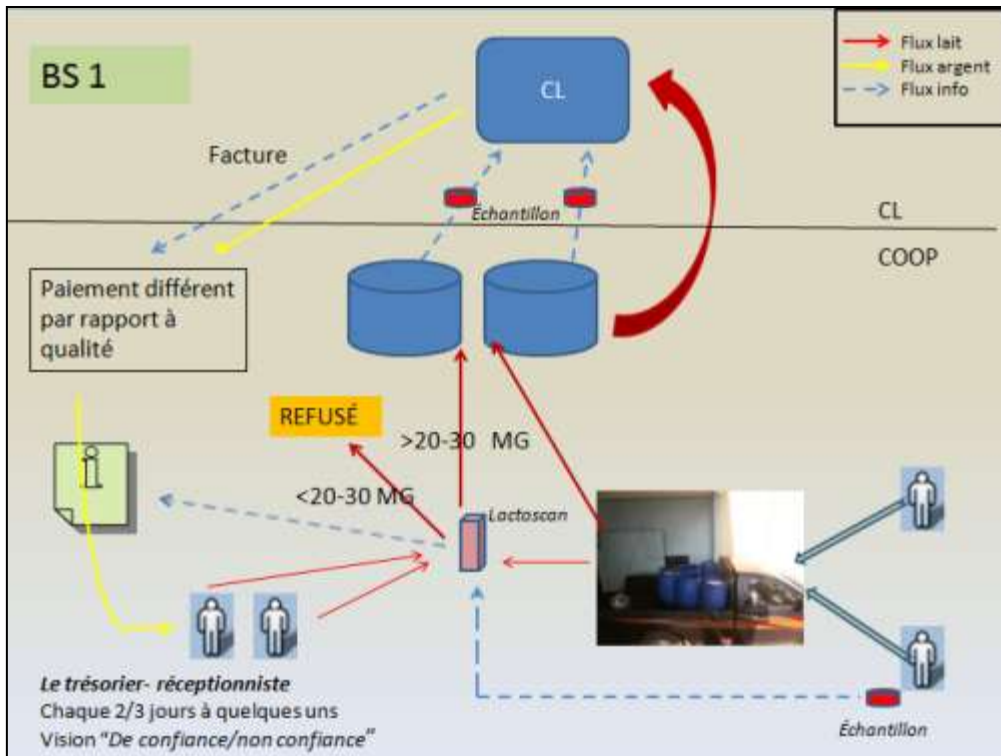 BS 1
CL
Flux lait
Flux argent
Flux info
Facture
Échantillon
CL
COOP
Paiement différent
par rapport à
qualité
REFUSÉ
>20-30 MG
<20-30 MG
Lactoscan
i
Le trésorier- réceptionniste
Chaque 2/3 jours à quelques uns
Vision "De confiance/non confiance"
Échantillon